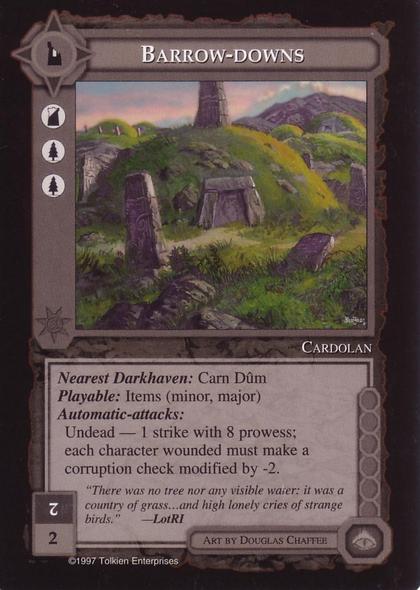 BARROW-DOWNS
CARDOLAN
Nearest Darkhaven: Carn Dûm
Playable: Items (minor, major)
Automatic-attacks:
Undead — 1 strike with 8 prowess;
each character wounded must make a
corruption check modified by -2.
"There was no tree nor any visible water: it was a
country of grass…and high lonely cries of strange
birds." —LotRI
2
2
ART BY DOUGLAS CHAFFEE
©1997 Tolkien Enterprises